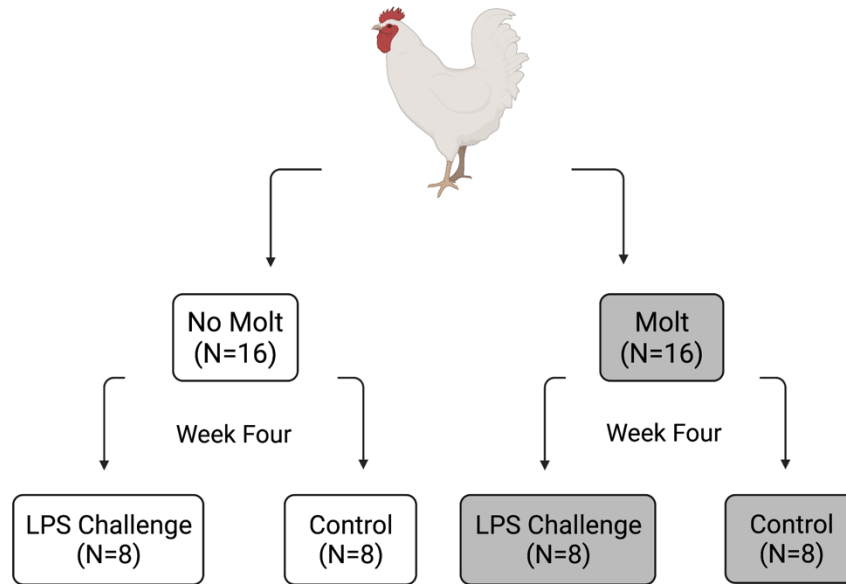 No Molt
(N=16)
Molt
(N=16)
Week Four
Week Four
LPS Challenge
(N=8)
Control
(N=8)
LPS Challenge
(N=8)
Control
(N=8)